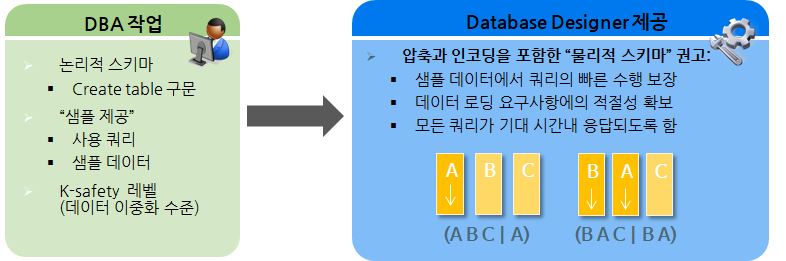 DBA 작업
논리적 스키마
Create table 구문
“샘플 제공”
사용 쿼리
샘플 데이터
K-safety 레벨
(데이터 이중화 수준)
Database Designer 제공
압축과 인코딩을 포함한 “물리적 스키마” 권고:
샘플 데이터에서 쿼리의 빠른 수행 보장
데이터 로딩 요구사항에의 적절성 확보
모든 쿼리가 기대 시간내 응답되도록 함
A B C
B A C
(A B C | A)
(B A C | B A)